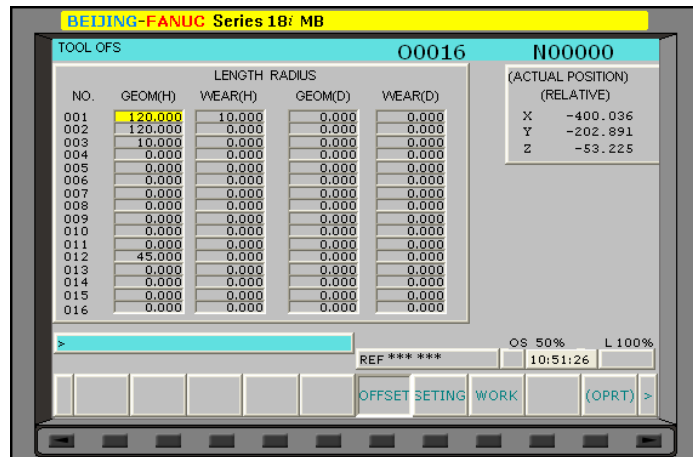 BEIJING-FANUC Series 18i MB
TOOL OFS O0016 N00000
LENGTH RADIUS
NO. GEOM(H) WEAR(H) GEOM(D) WEAR(D)
001 120.000 10.000 0.000 0.000
002 120.000 0.000 0.000 0.000
003 10.000 0.000 0.000 0.000
004 0.000 0.000 0.000 0.000
005 0.000 0.000 0.000 0.000
006 0.000 0.000 0.000 0.000
007 0.000 0.000 0.000 0.000
008 0.000 0.000 0.000 0.000
009 0.000 0.000 0.000 0.000
010 0.000 0.000 0.000 0.000
011 0.000 0.000 0.000 0.000
012 45.000 0.000 0.000 0.000
013 0.000 0.000 0.000 0.000
014 0.000 0.000 0.000 0.000
015 0.000 0.000 0.000 0.000
016 0.000 0.000 0.000 0.000
(ACTUAL POSITION)
(RELATIVE)
X -400.036
Y -202.891
Z -53.225
>
OS 50% L 100%
REF *** *** 10:51:26
OFFSET SETING WORK (OPRT) >